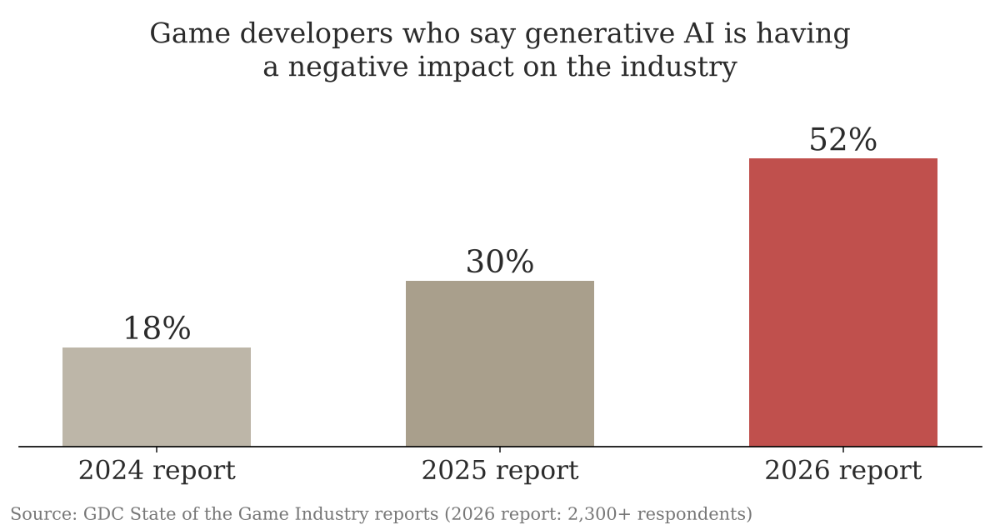 Game developers who say generative AI is having
a negative impact on the industry
18%
30%
52%
2024 report
2025 report
2026 report
Source: GDC State of the Game Industry reports (2026 report: 2,300+ respondents)